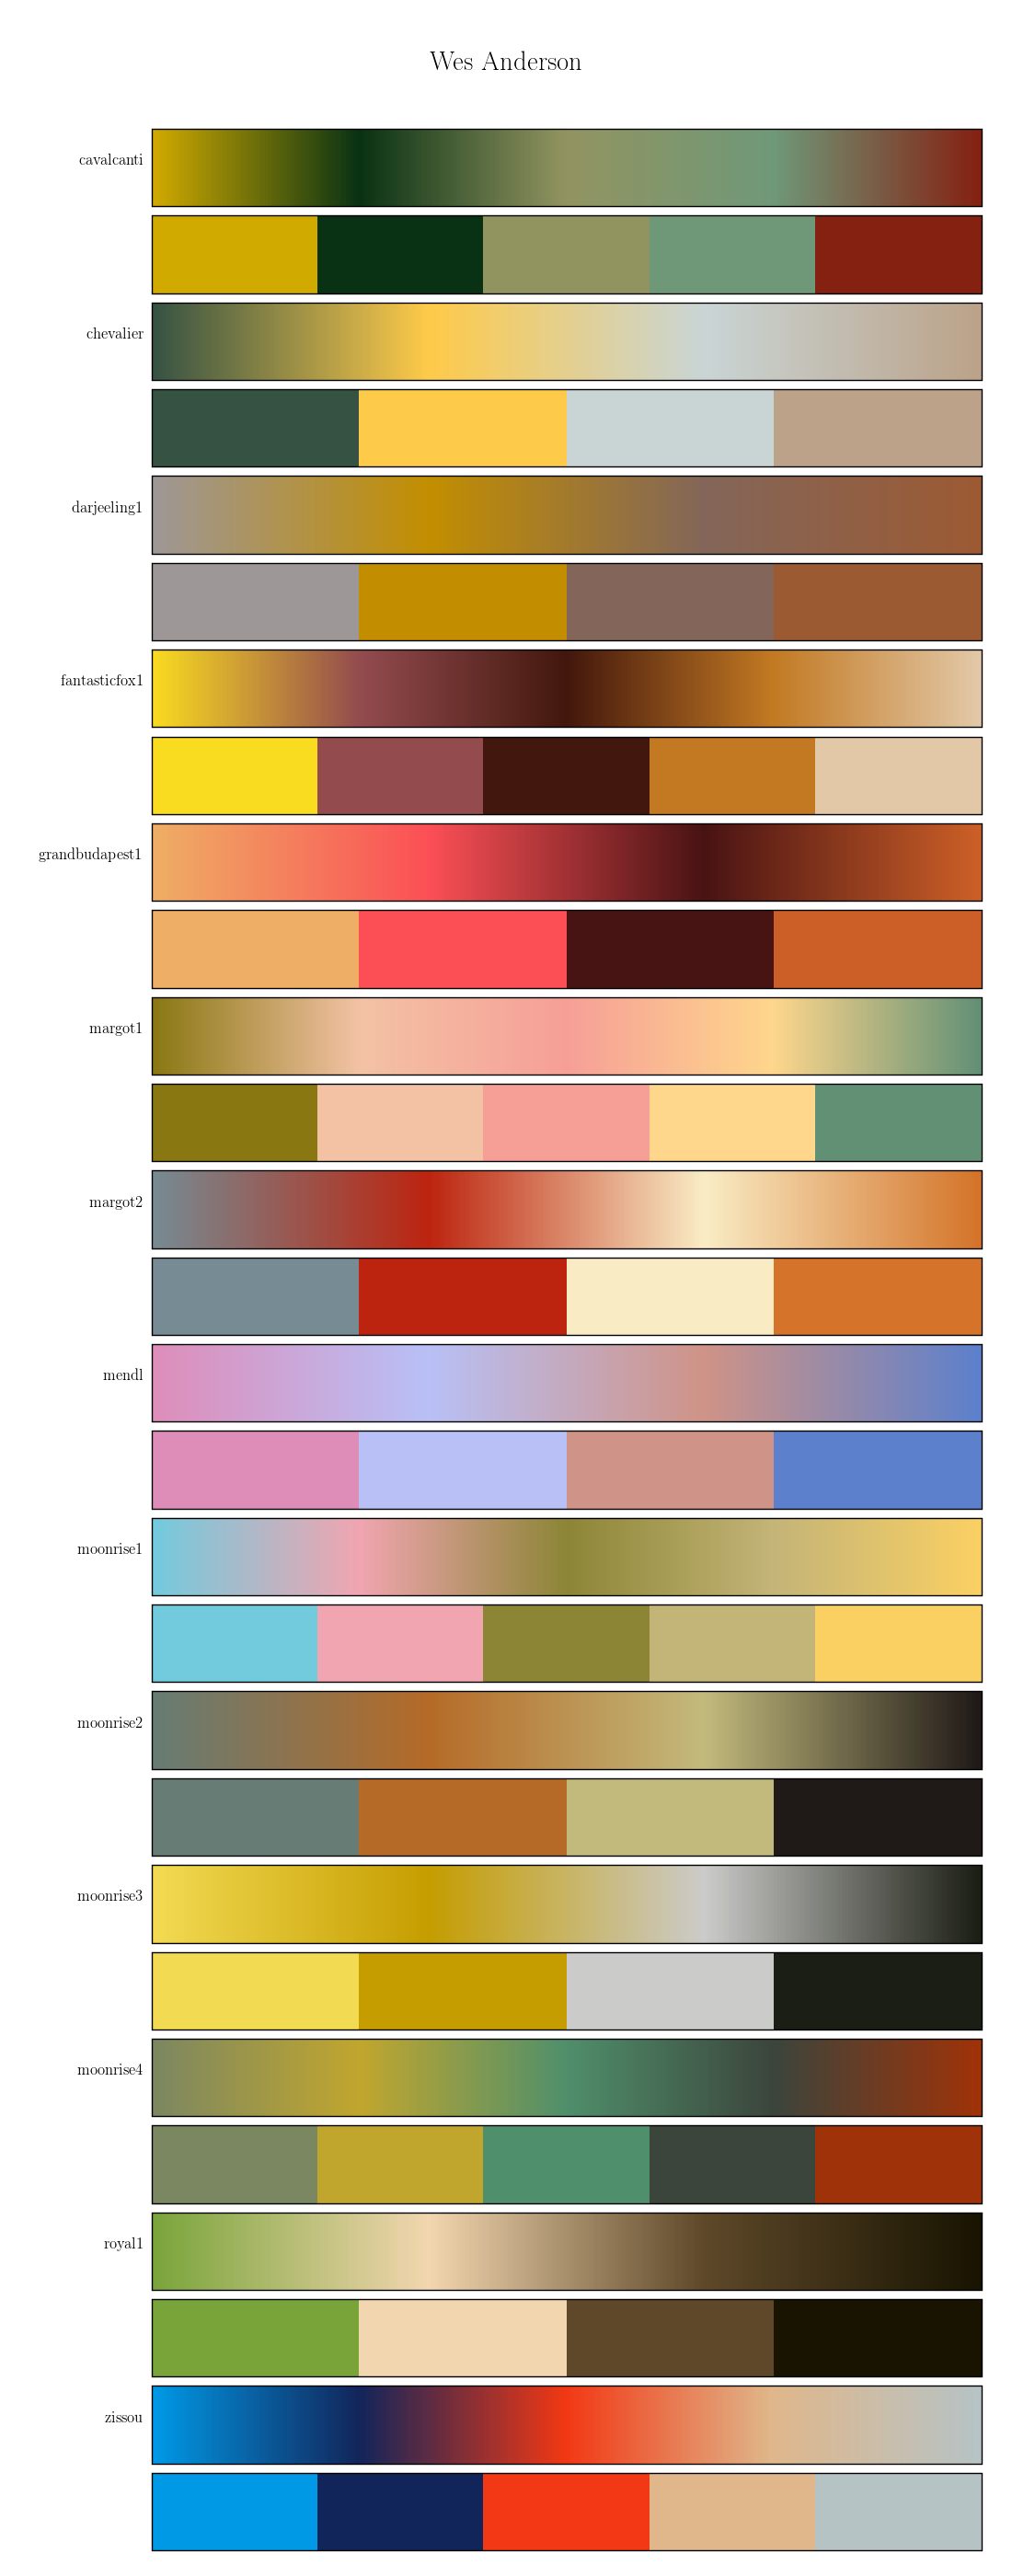 Wes Anderson
cavalcanti
chevalier
darjeeling1
fantasticfox1
grandbudapest1
margot1
margot2
mendl
moonrise1
moonrise2
moonrise3
moonrise4
royal1
zissou